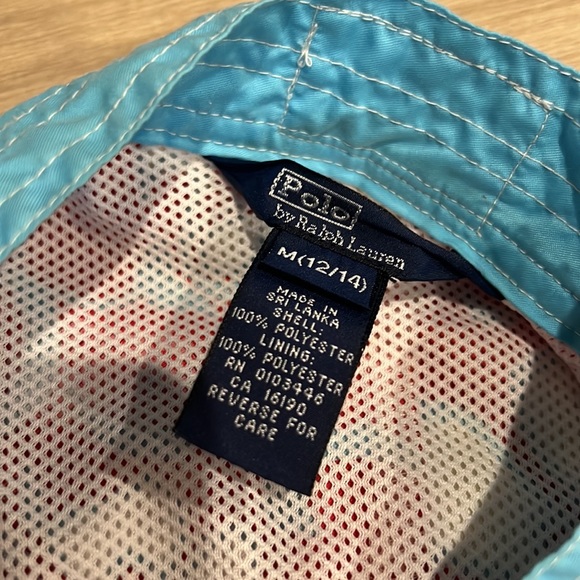 Polo
by Ralph Lauren
M(12/14)
MADE IN
SRI LANKA
SHELL:
100% POLYESTER
LINING:
100% POLYESTER
RN 0103446
CA 16190
REVERSE FOR
CARE